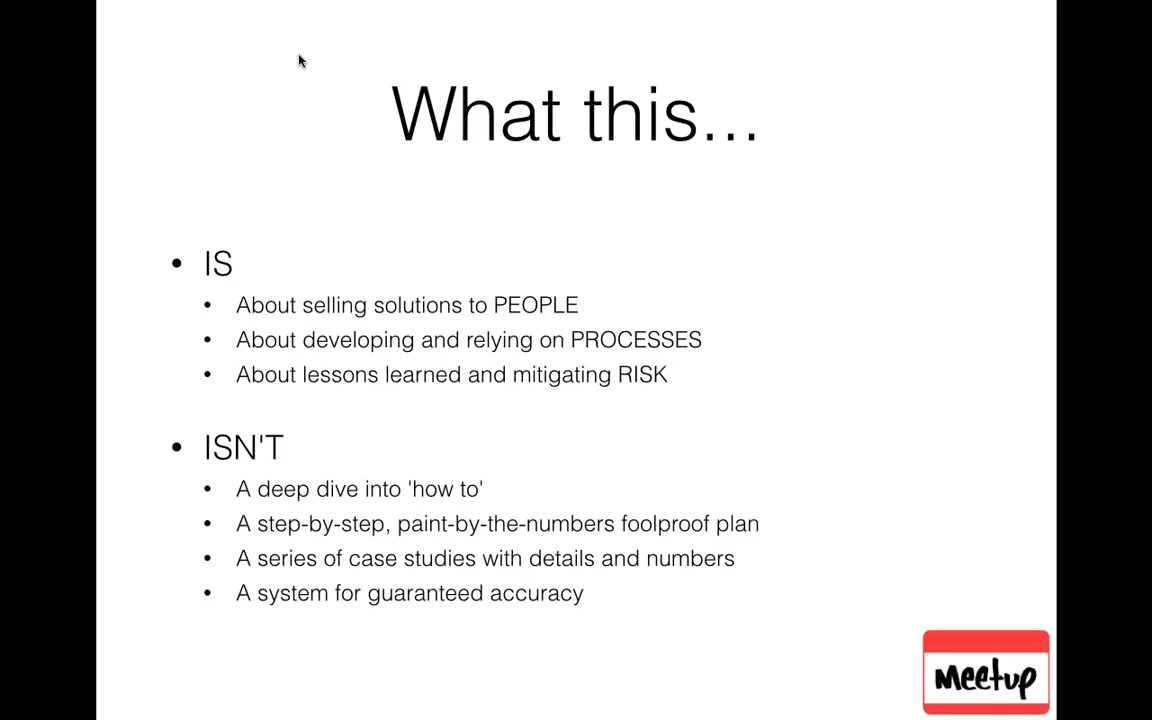 What this...
• IS
• About selling solutions to PEOPLE
• About developing and relying on PROCESSES
• About lessons learned and mitigating RISK
• ISN'T
• A deep dive into 'how to'
• A step-by-step, paint-by-the-numbers foolproof plan
• A series of case studies with details and numbers
• A system for guaranteed accuracy
Meetup